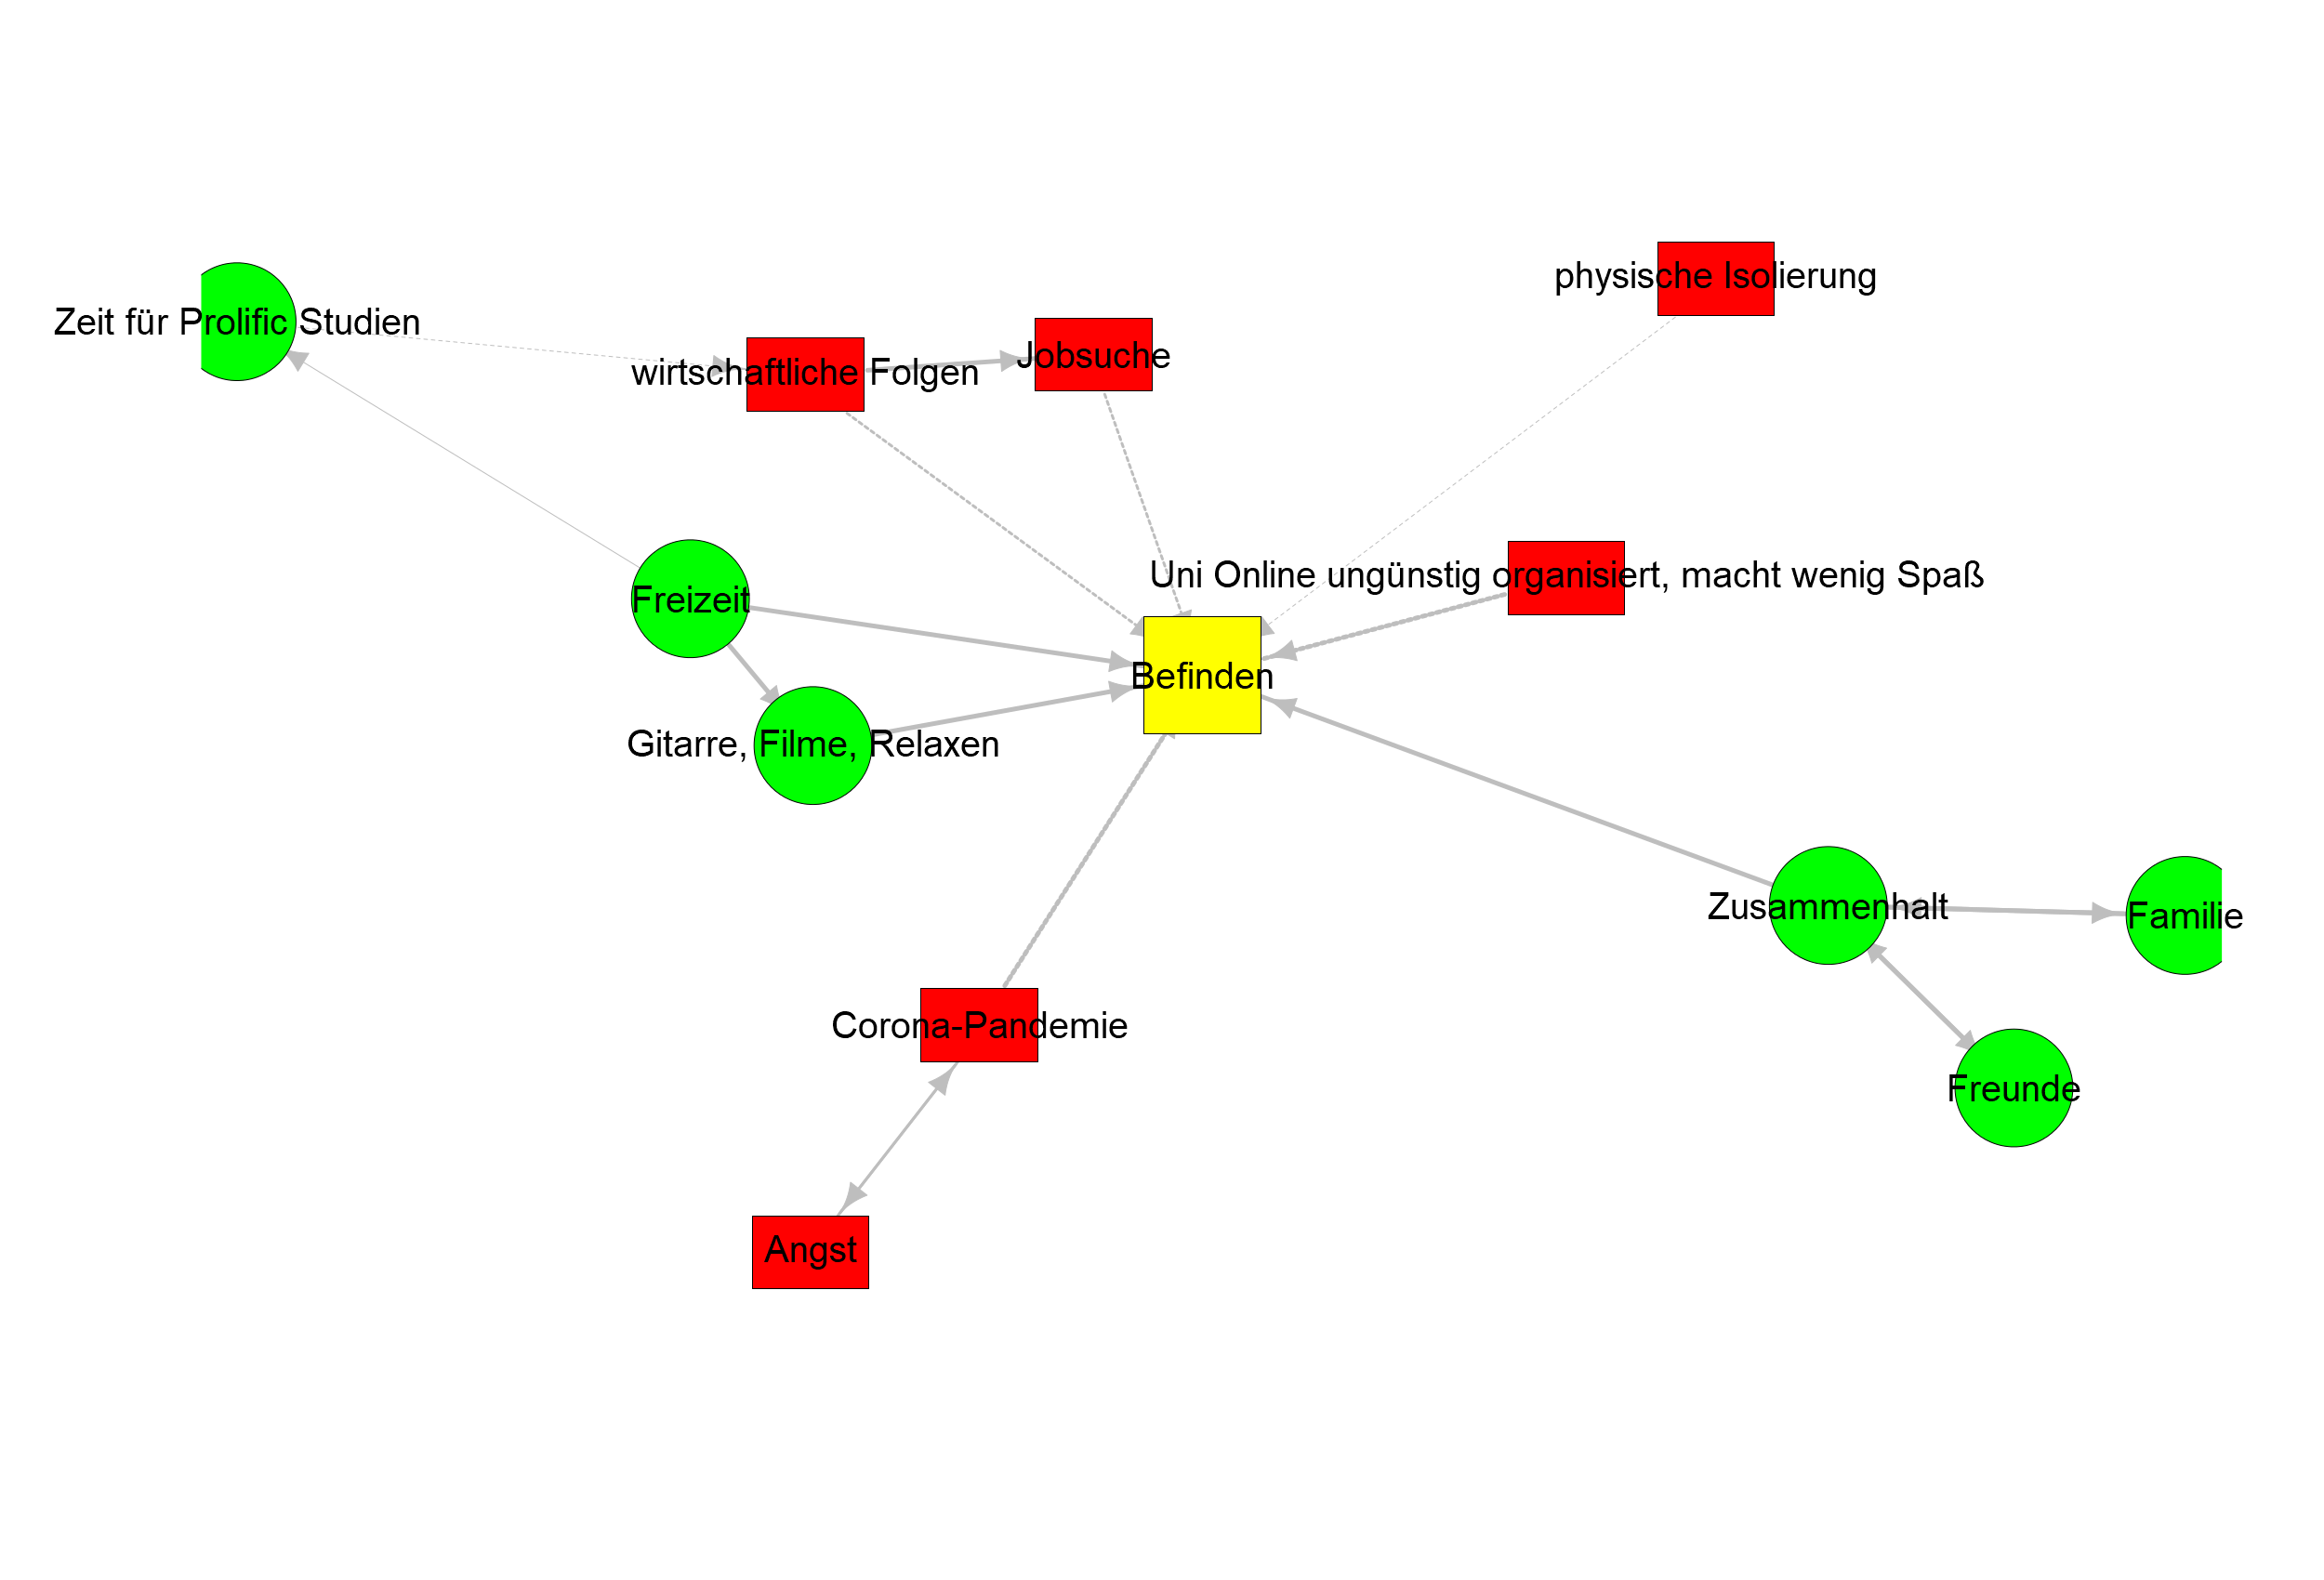 physische Isolierung
Zeit für Prolific Studien
Jobsuche
wirtschaftliche Folgen
Uni Online ungünstig organisiert, macht wenig Spaß
Freizeit
Befinden
Gitarre, Filme, Relaxen
Zusammenhalt
Familie
Corona-Pandemie
Freunde
Angst